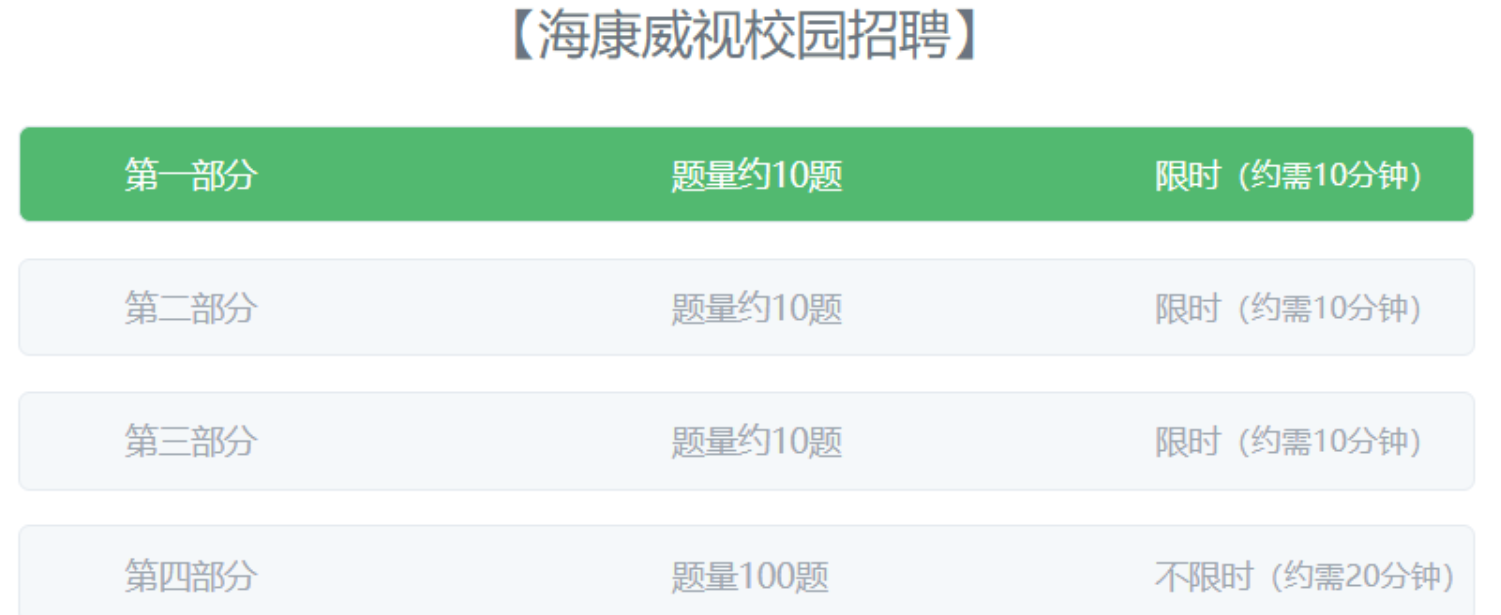 【海康威视校园招聘】
第一部分 题量约10题 限时（约需10分钟）
第二部分 题量约10题 限时（约需10分钟）
第三部分 题量约10题 限时（约需10分钟）
第四部分 题量100题 不限时（约需20分钟）